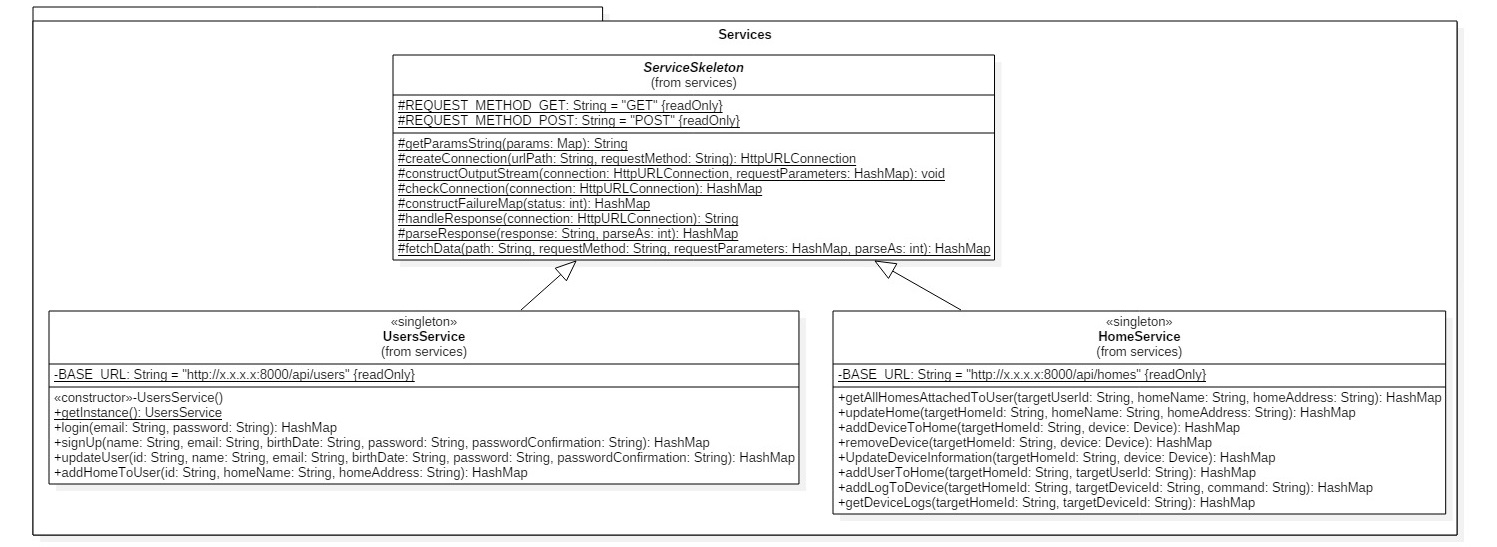 Services
ServiceSkeleton
(from services)
#REQUEST_METHOD_GET: String = "GET" {readOnly}
#REQUEST_METHOD_POST: String = "POST" {readOnly}
#getParamsString(params: Map): String
#createConnection(urlPath: String, requestMethod: String): HttpURLConnection
#constructOutputStream(connection: HttpURLConnection, requestParameters: HashMap): void
#checkConnection(connection: HttpURLConnection): HashMap
#constructFailureMap(status: int): HashMap
#handleResponse(connection: HttpURLConnection): String
#parseResponse(response: String, parseAs: int): HashMap
#fetchData(path: String, requestMethod: String, requestParameters: HashMap, parseAs: int): HashMap
«singleton»
UsersService
(from services)
-BASE_URL: String = "http://x.x.x.x:8000/api/users" {readOnly}
«constructor»-UsersService()
+getInstance(): UsersService
+login(email: String, password: String): HashMap
+signUp(name: String, email: String, birthDate: String, password: String, passwordConfirmation: String): HashMap
+updateUser(id: String, name: String, email: String, birthDate: String, password: String, passwordConfirmation: String): HashMap
+addHomeToUser(id: String, homeName: String, homeAddress: String): HashMap
«singleton»
HomeService
(from services)
-BASE_URL: String = "http://x.x.x.x:8000/api/homes" {readOnly}
+getAllHomesAttachedToUser(targetUserId: String, homeName: String, homeAddress: String): HashMap
+updateHome(targetHomeId: String, homeName: String, homeAddress: String): HashMap
+addDeviceToHome(targetHomeId: String, device: Device): HashMap
+removeDevice(targetHomeId: String, device: Device): HashMap
+UpdateDeviceInformation(targetHomeId: String, device: Device): HashMap
+addUserToHome(targetHomeId: String, targetUserId: String): HashMap
+addLogToDevice(targetHomeId: String, targetDeviceId: String, command: String): HashMap
+getDeviceLogs(targetHomeId: String, targetDeviceId: String): HashMap